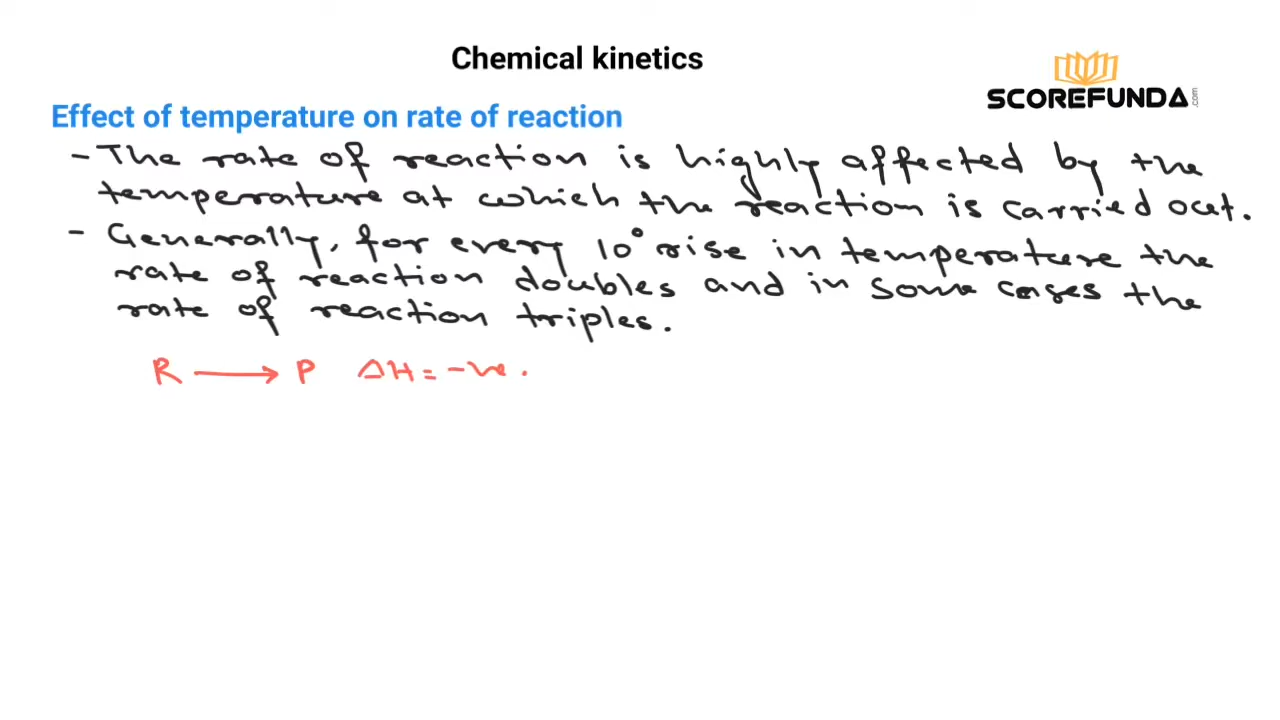 Chemical kinetics
SCOREFUNDA.com
Effect of temperature on rate of reaction
- The rate of reaction is highly affected by the
temperature at which the reaction is carried out.
- Generally, for every 10° rise in temperature the
rate of reaction doubles and in some cases the
rate of reaction triples.
R ⟶ P ΔH = -ve.